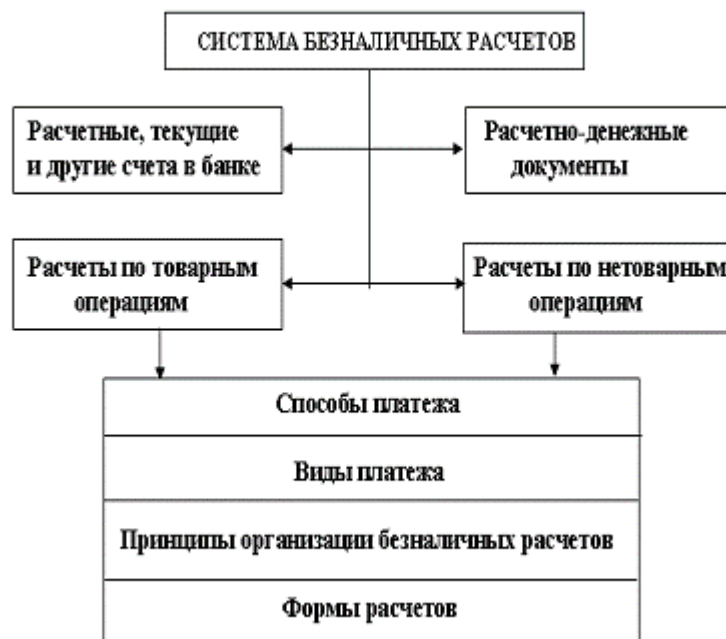 СИСТЕМА БЕЗНАЛИЧНЫХ РАСЧЕТОВ
Расчетные, текущие
и другие счета в банке
Расчетно-денежные
документы
Расчеты по товарным
операциям
Расчеты по нетоварным
операциям
Способы платежа
Виды платежа
Принципы организации безналичных расчетов
Формы расчетов